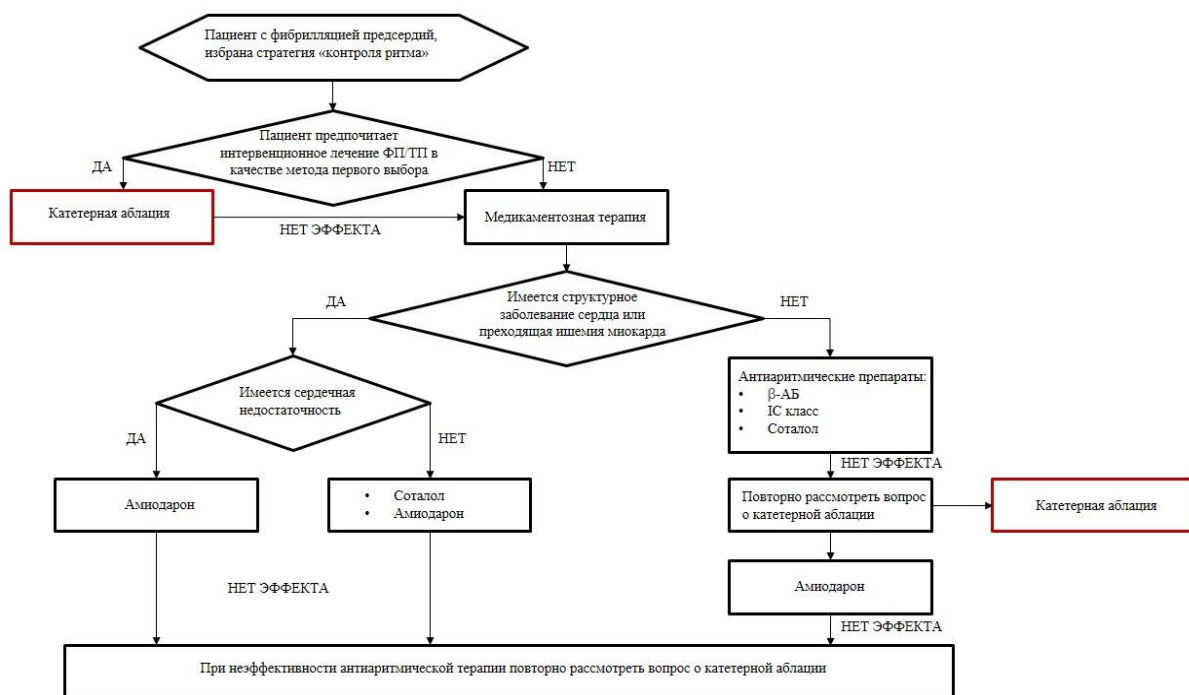 Пациент с фибрилляцией предсердий,
избрана стратегия «контроля ритма»
Пациент предпочитает
интервенционное лечение ФП/ТП в
качестве метода первого выбора
ДА
НЕТ
Катетерная аблация
НЕТ ЭФФЕКТА
Медикаментозная терапия
ДА
Имеется структурное
заболевание сердца или
преходящая ишемия миокарда
НЕТ
Имеется сердечная
недостаточность
Антиаритмические препараты:
• β-АБ
• IC класс
• Соталол
ДА
НЕТ
НЕТ ЭФФЕКТА
Амиодарон
• Соталол
• Амиодарон
Повторно рассмотреть вопрос
о катетерной аблации
Катетерная аблация
НЕТ ЭФФЕКТА
Амиодарон
НЕТ ЭФФЕКТА
При неэффективности антиаритмической терапии повторно рассмотреть вопрос о катетерной аблации